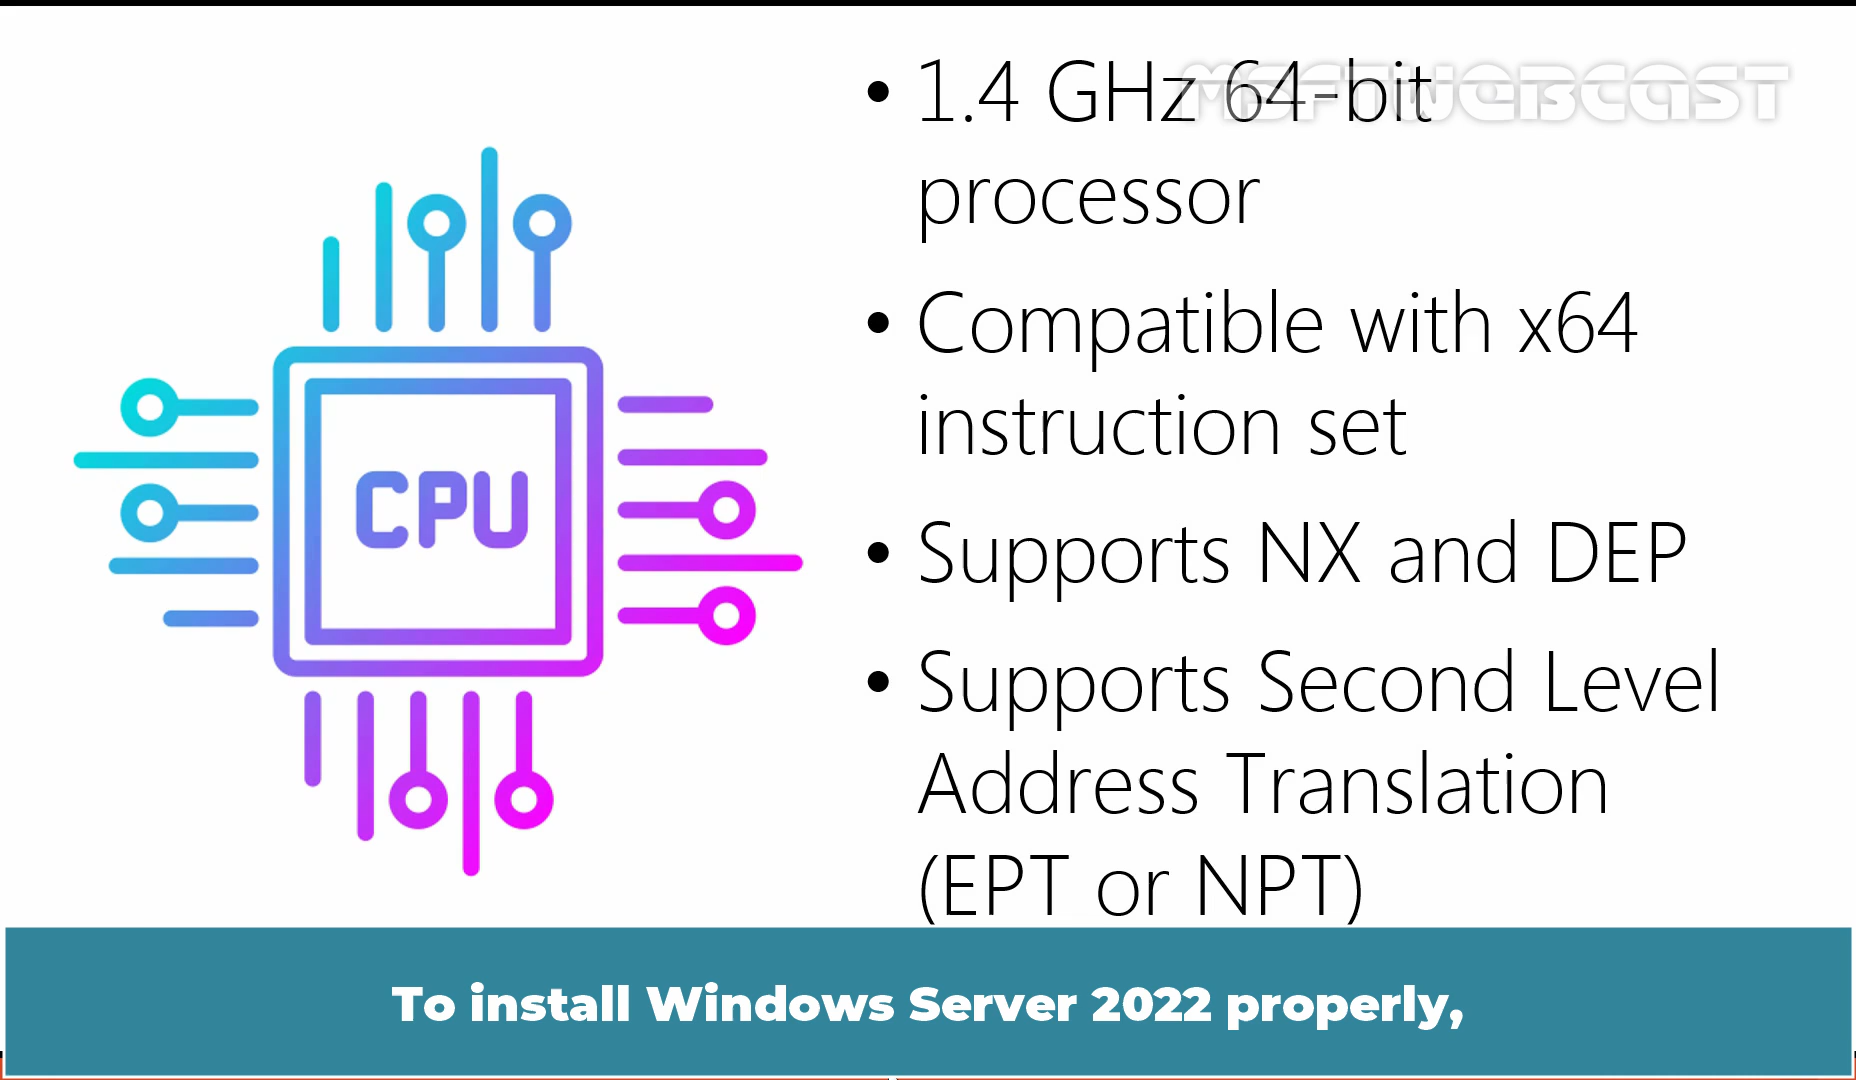 MSFTWEBCAST
• 1.4 GHz 64-bit
processor
• Compatible with x64
instruction set
• Supports NX and DEP
• Supports Second Level
Address Translation
(EPT or NPT)
CPU
To install Windows Server 2022 properly,